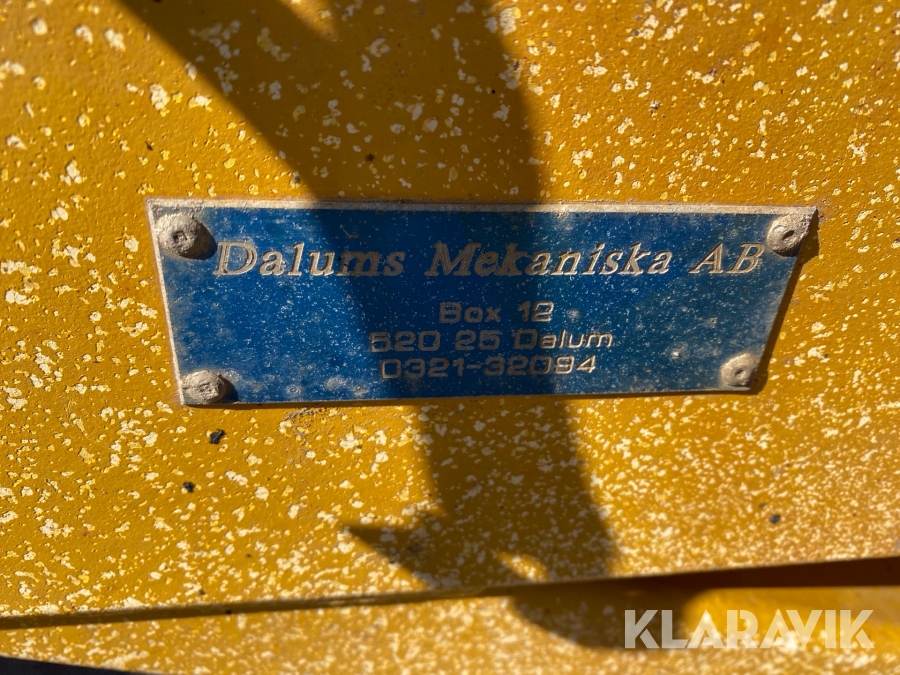 Dalums Mekaniska AB
Box 12
520 25 Dalum
0321-32094
KLARAVIK